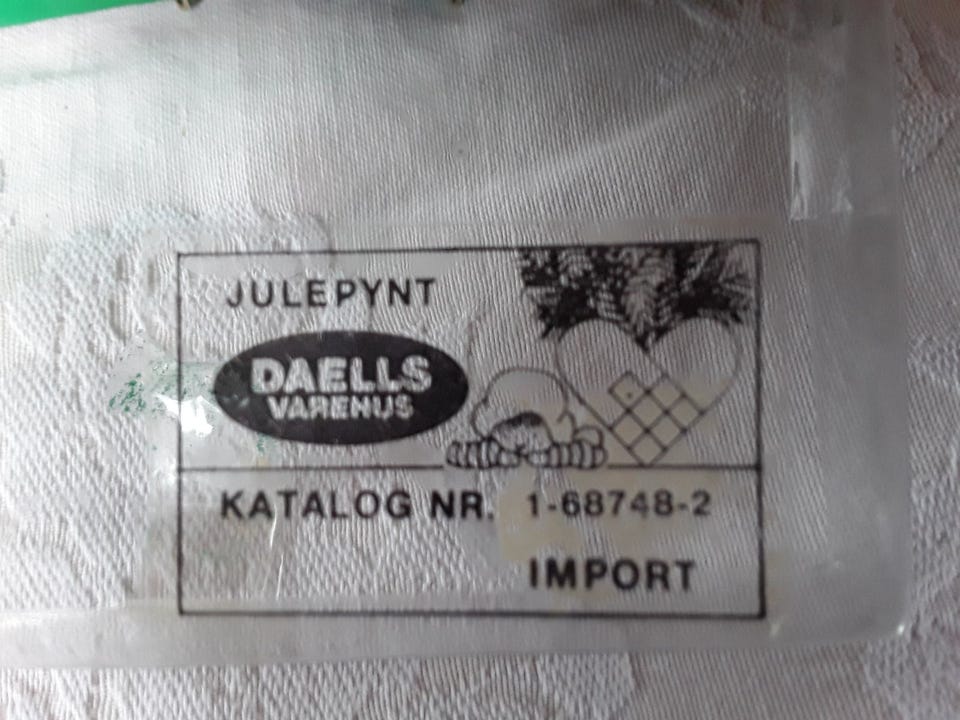 JULEPYNT
DAELLS
VARENUS
KATALOG NR. 1-68748-2
IMPORT